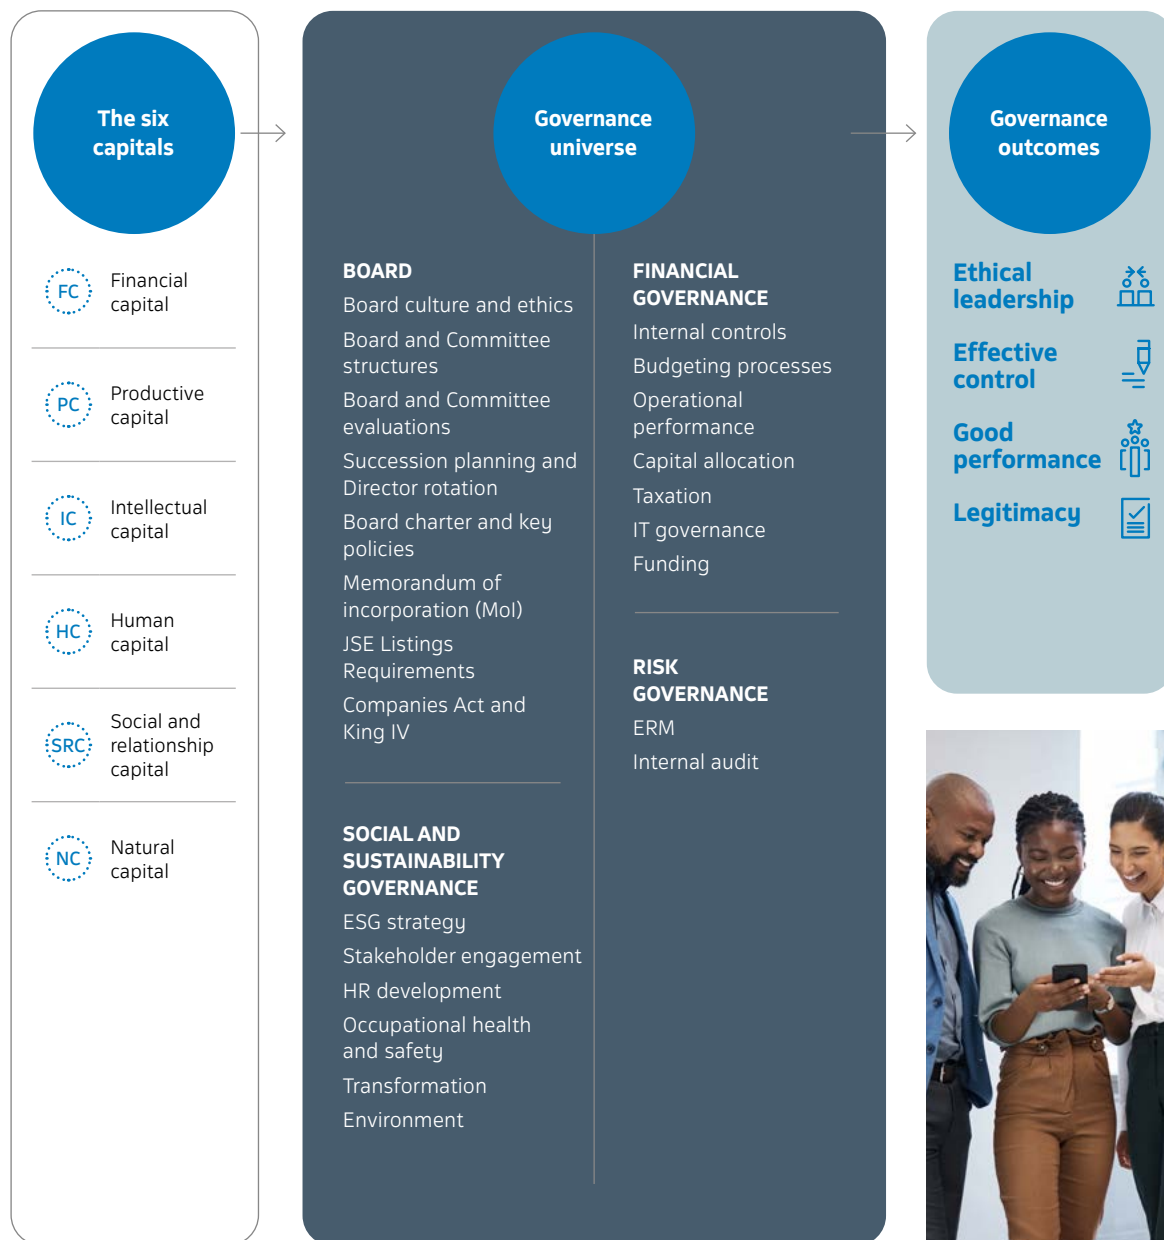 The six
capitals
FC
Financial
capital
PC
Productive
capital
IC
Intellectual
capital
HC
Human
capital
SRC
Social and
relationship
capital
NC
Natural
capital
Governance
universe
BOARD
Board culture and ethics
Board and Committee
structures
Board and Committee
evaluations
Succession planning and
Director rotation
Board charter and key
policies
Memorandum of
incorporation (MoI)
JSE Listings
Requirements
Companies Act and
King IV
SOCIAL AND
SUSTAINABILITY
GOVERNANCE
ESG strategy
Stakeholder engagement
HR development
Occupational health
and safety
Transformation
Environment
FINANCIAL
GOVERNANCE
Internal controls
Budgeting processes
Operational
performance
Capital allocation
Taxation
IT governance
Funding
RISK
GOVERNANCE
ERM
Internal audit
Governance
outcomes
Ethical
leadership
Effective
control
Good
performance
Legitimacy